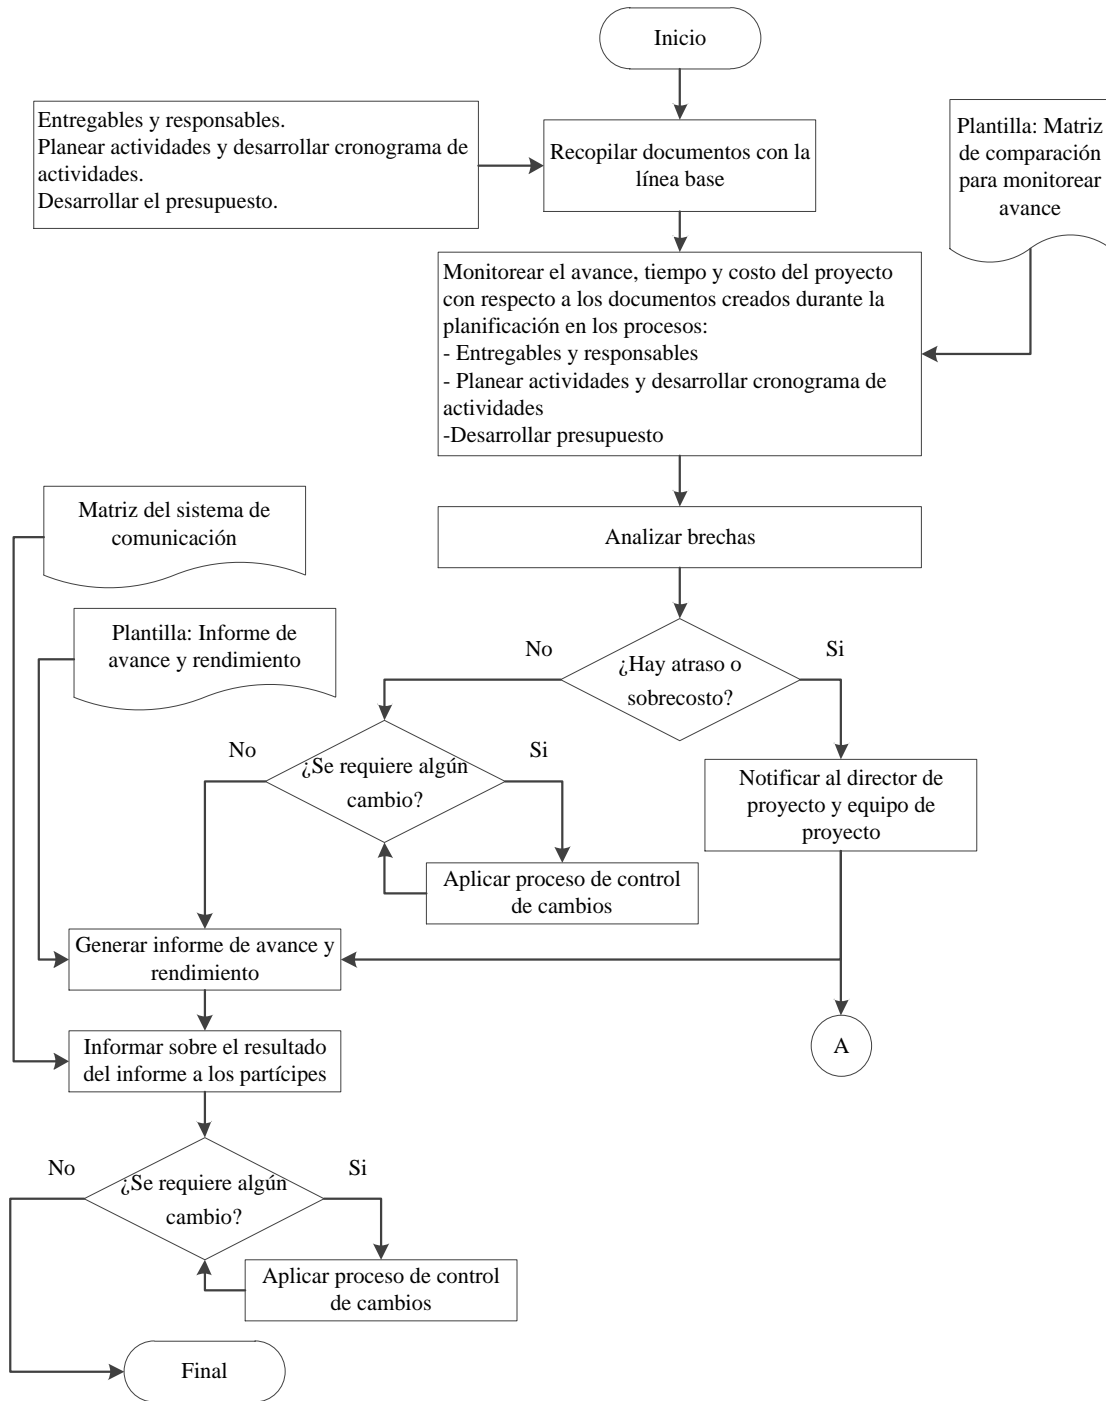 Inicio
Entregables y responsables.
Planear actividades y desarrollar cronograma de
actividades.
Desarrollar el presupuesto.
Recopilar documentos con la
línea base
Plantilla: Matriz
de comparación
para monitorear
avance
Monitorear el avance, tiempo y costo del proyecto
con respecto a los documentos creados durante la
planificación en los procesos:
- Entregables y responsables
- Planear actividades y desarrollar cronograma de
actividades
-Desarrollar presupuesto
Matriz del sistema de
comunicación
Analizar brechas
Plantilla: Informe de
avance y rendimiento
No
¿Hay atraso o
sobrecosto?
Si
No
¿Se requiere algún
cambio?
Si
Notificar al director de
proyecto y equipo de
proyecto
Aplicar proceso de control
de cambios
Generar informe de avance y
rendimiento
A
Informar sobre el resultado
del informe a los partícipes
No
¿Se requiere algún
cambio?
Si
Aplicar proceso de control
de cambios
Final